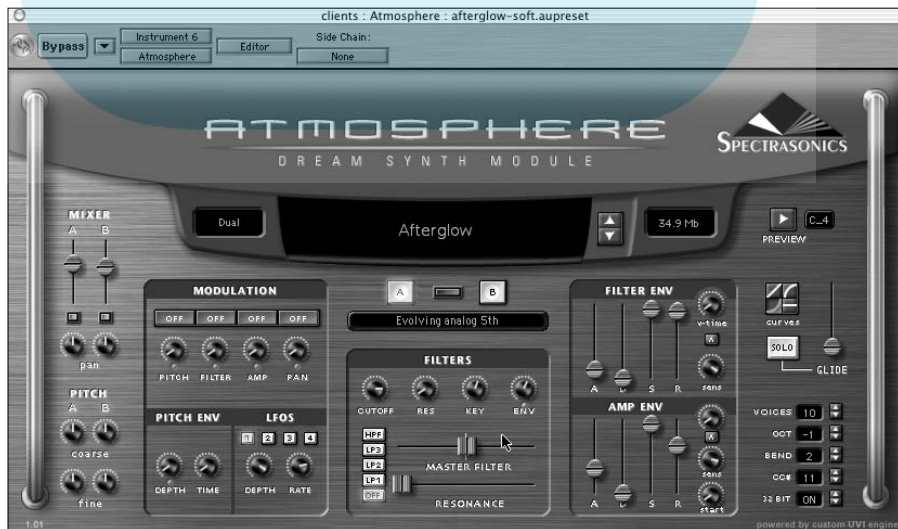 clients : Atmosphere : afterglow-soft.aupreset
Bypass
Instrument 6
Atmosphere
Editor
Side Chain:
None
ATMOSPHERE
DREAM SYNTH MODULE
SPECTRASONICS
Dual
Afterglow
34.9 Mb
PREVIEW
C_4
MIXER
A B
pan
PITCH
A B
coarse
fine
1.01
MODULATION
OFF OFF OFF OFF
PITCH FILTER AMP PAN
PITCH ENV
DEPTH TIME
LFOS
1 2 3 4
DEPTH RATE
A B
Evolving analog 5th
FILTERS
CUTOFF RES KEY ENV
HPF
LP3
LP2
LP1
OFF
MASTER FILTER
RESONANCE
FILTER ENV
v-time
A
sens
A D S R
AMP ENV
A
sens
start
A D S R
curves
SOLO
GLIDE
VOICES 10
OCT -1
BEND 2
CC# 11
32 BIT ON
powered by custom UVI engine